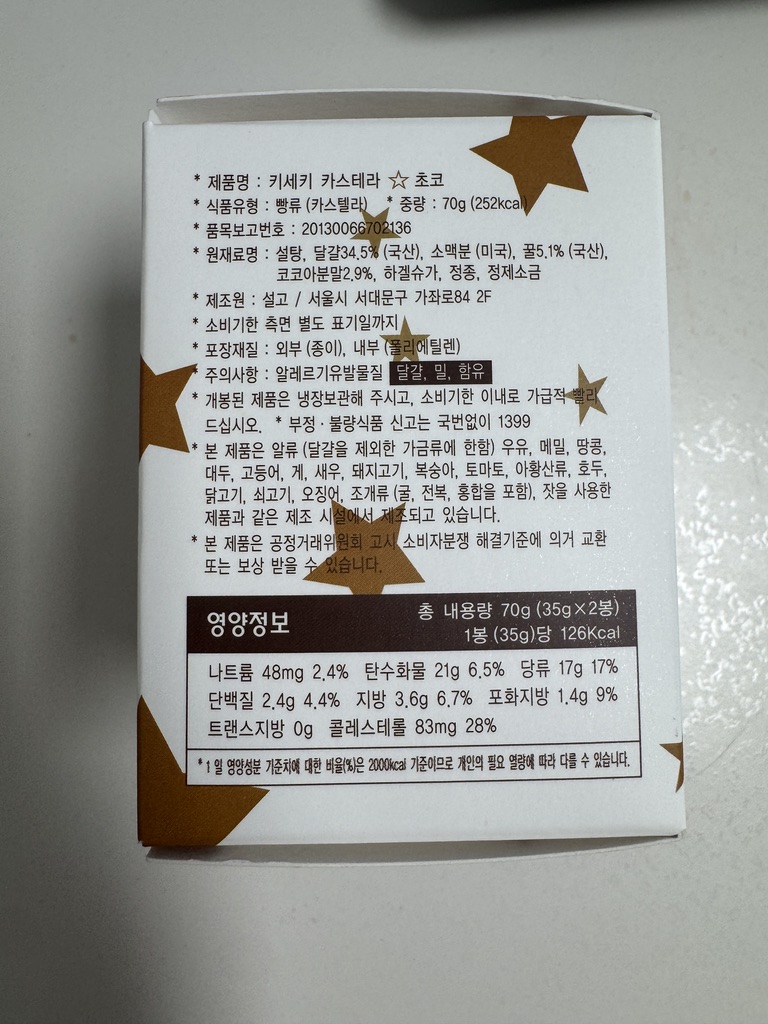 * 제품명 : 키세키 카스테라 ☆ 초코
* 식품유형 : 빵류 (카스텔라) * 중량 : 70g (252kcal)
* 품목보고번호 : 20130066702136
* 원재료명 : 설탕, 달걀34.5% (국산), 소맥분 (미국), 꿀5.1% (국산),
코코아분말2.9%, 하겔슈가, 정종, 정제소금
* 제조원 : 설고 / 서울시 서대문구 가좌로84 2F
* 소비기한 측면 별도 표기일까지
* 포장재질 : 외부 (종이), 내부 (폴리에틸렌)
* 주의사항 : 알레르기유발물질 달걀, 밀, 함유
* 개봉된 제품은 냉장보관해 주시고, 소비기한 이내로 가급적 빨리
드십시오. * 부정·불량식품 신고는 국번없이 1399
* 본 제품은 알류 (달걀을 제외한 가금류에 한함) 우유, 메밀, 땅콩,
대두, 고등어, 게, 새우, 돼지고기, 복숭아, 토마토, 아황산류, 호두,
닭고기, 쇠고기, 오징어, 조개류 (굴, 전복, 홍합을 포함), 잣을 사용한
제품과 같은 제조 시설에서 제조되고 있습니다.
* 본 제품은 공정거래위원회 고시 소비자분쟁 해결기준에 의거 교환
또는 보상 받을 수 있습니다.
영양정보
총 내용량 70g (35g×2봉)
1봉 (35g)당 126Kcal
나트륨 48mg 2.4% 탄수화물 21g 6.5% 당류 17g 17%
단백질 2.4g 4.4% 지방 3.6g 6.7% 포화지방 1.4g 9%
트랜스지방 0g 콜레스테롤 83mg 28%
* 1 일 영양성분 기준치에 대한 비율(%)은 2000kcal 기준이므로 개인의 필요 열량에 따라 다를 수 있습니다.